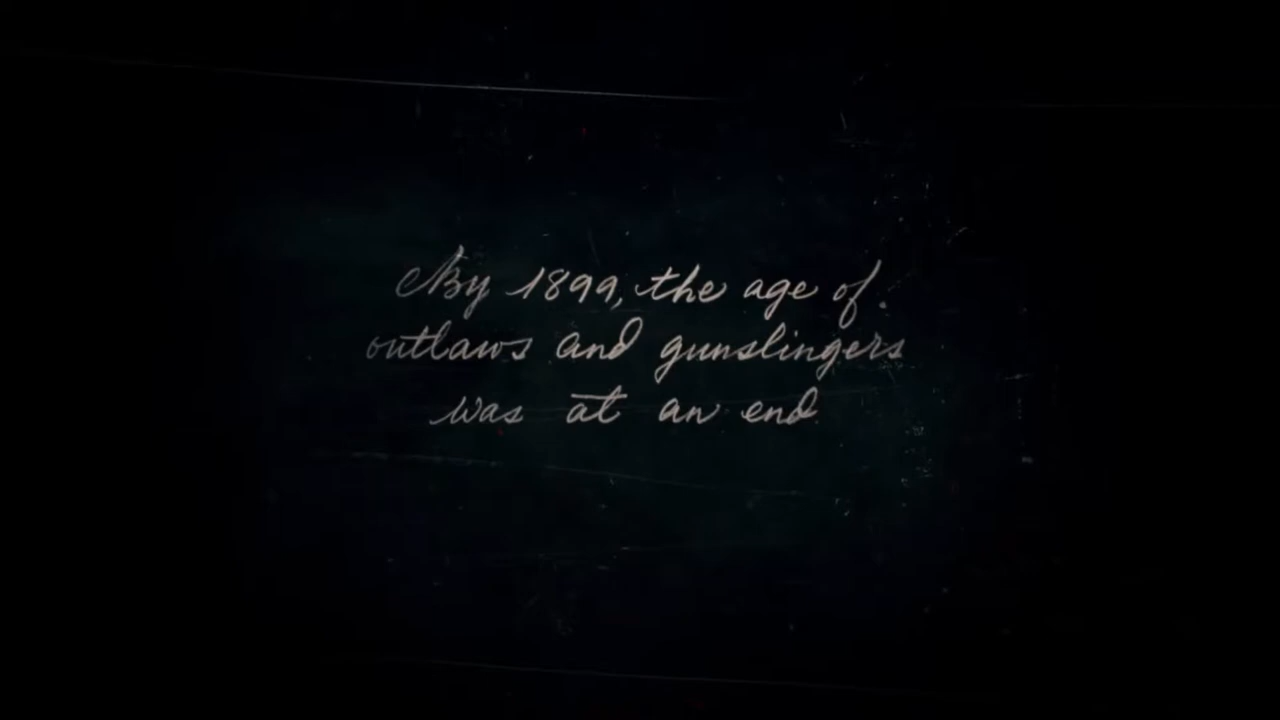 By 1899, the age of
outlaws and gunslingers
was at an end